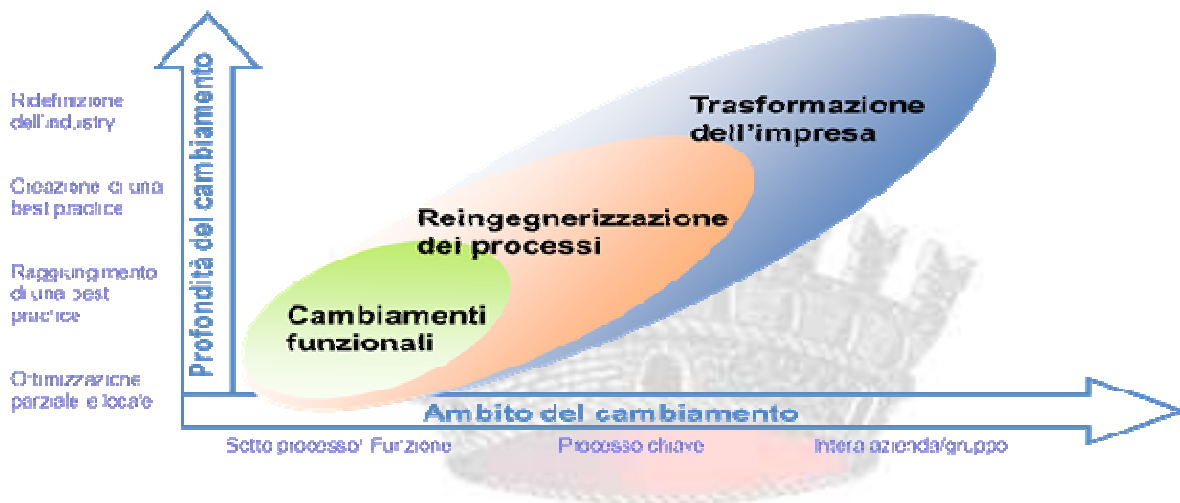 Ridefinizione
dell'industry
Creazione di una
best practice
Raggiungimento
di una best
practice
Ottimizzazione
parziale e locale
Profondità del cambiamento
Trasformazione
dell'impresa
Reingegnerizzazione
dei processi
Cambiamenti
funzionali
Ambito del cambiamento
Sotto processo/ Funzione
Processo chiave
Intera azienda/gruppo